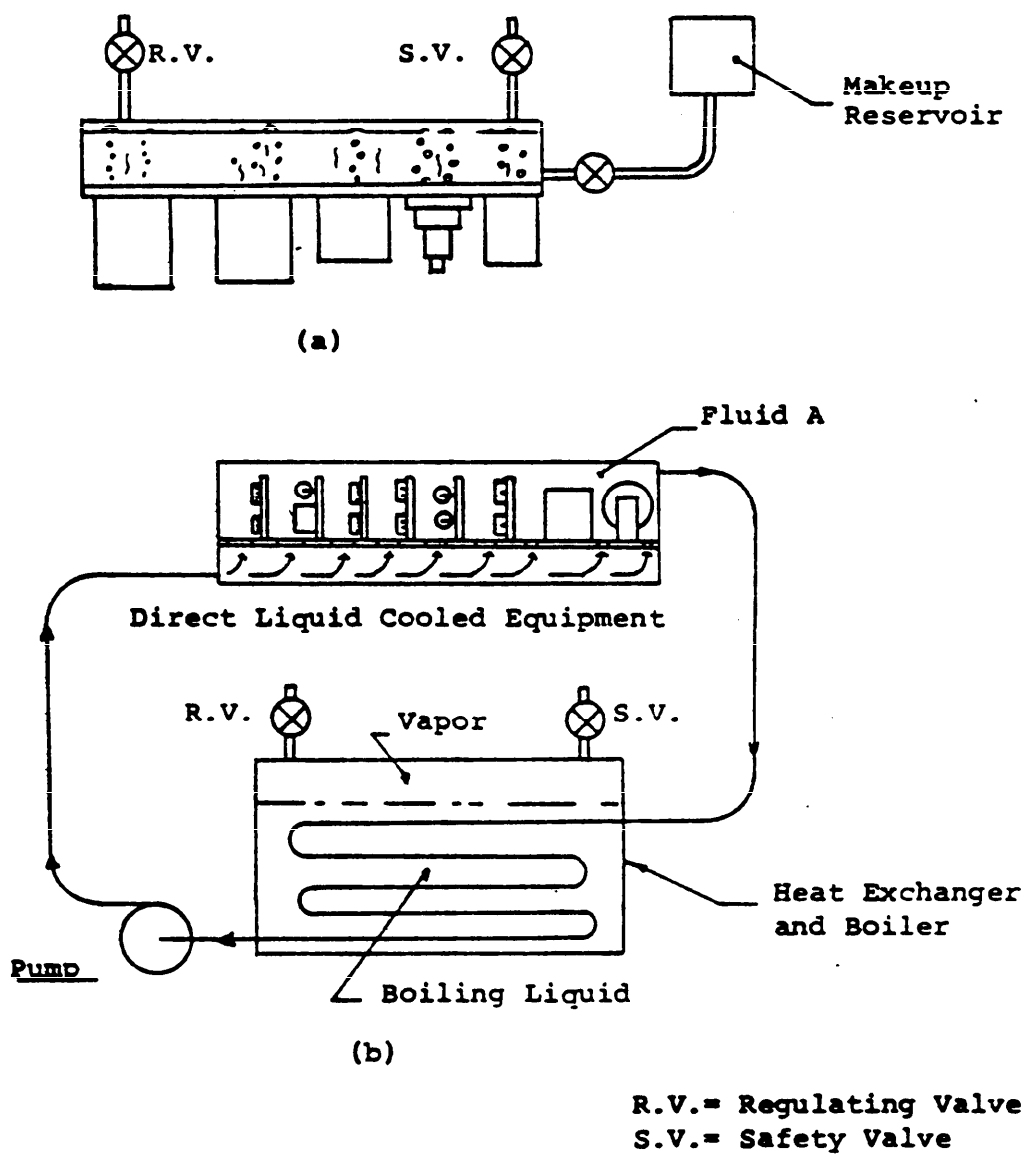 R.V.
S.V.
Makeup
Reservoir
(a)
Fluid A
Direct Liquid Cooled Equipment
R.V.
Vapor
S.V.
Heat Exchanger
and Boiler
Pump
Boiling Liquid
(b)
R.V.= Regulating Valve
S.V.= Safety Valve